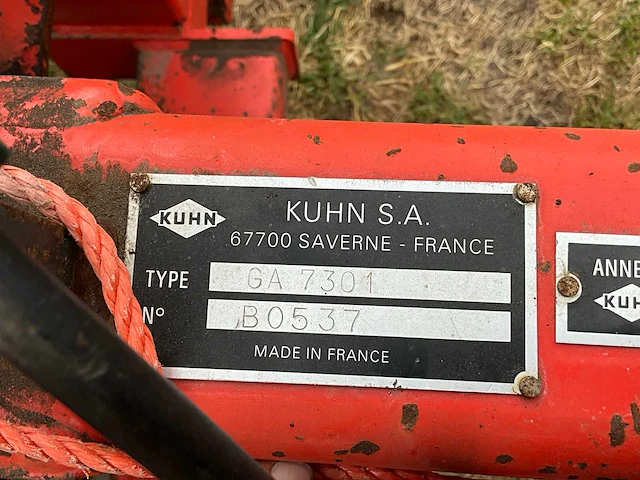 KUHN
KUHN S.A.
67700 SAVERNE - FRANCE
TYPE GA 7301
N° B0537
MADE IN FRANCE
ANNE
KUH